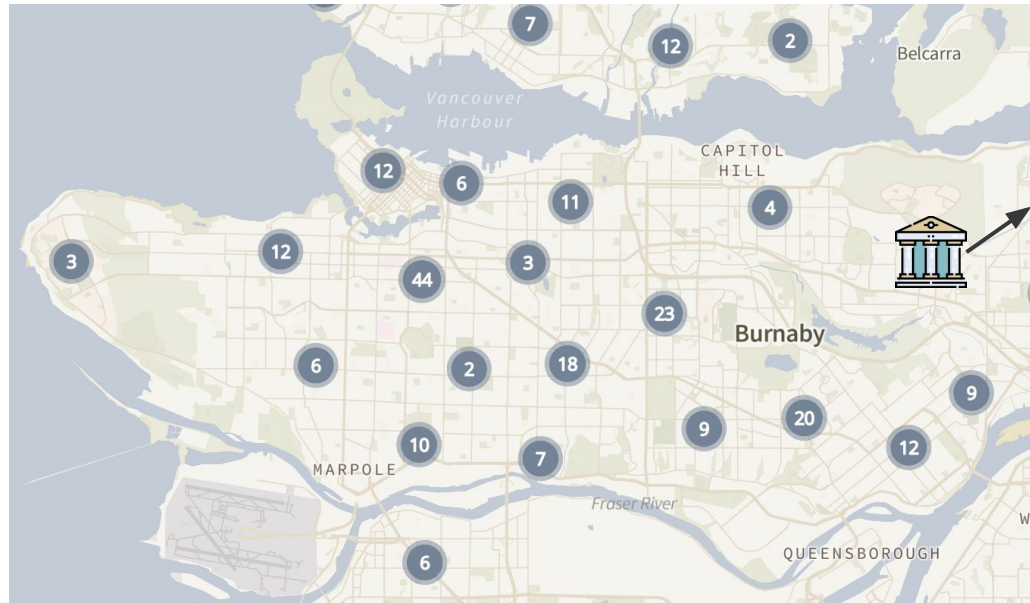 7
12
2
Belcarra
Vancouver
Harbour
CAPITOL
HILL
12
6
11
4
3
12
3
44
23
Burnaby
6
2
18
9
9
20
10
7
12
MARPOLE
Fraser River
W
QUEENSBOROUGH
6